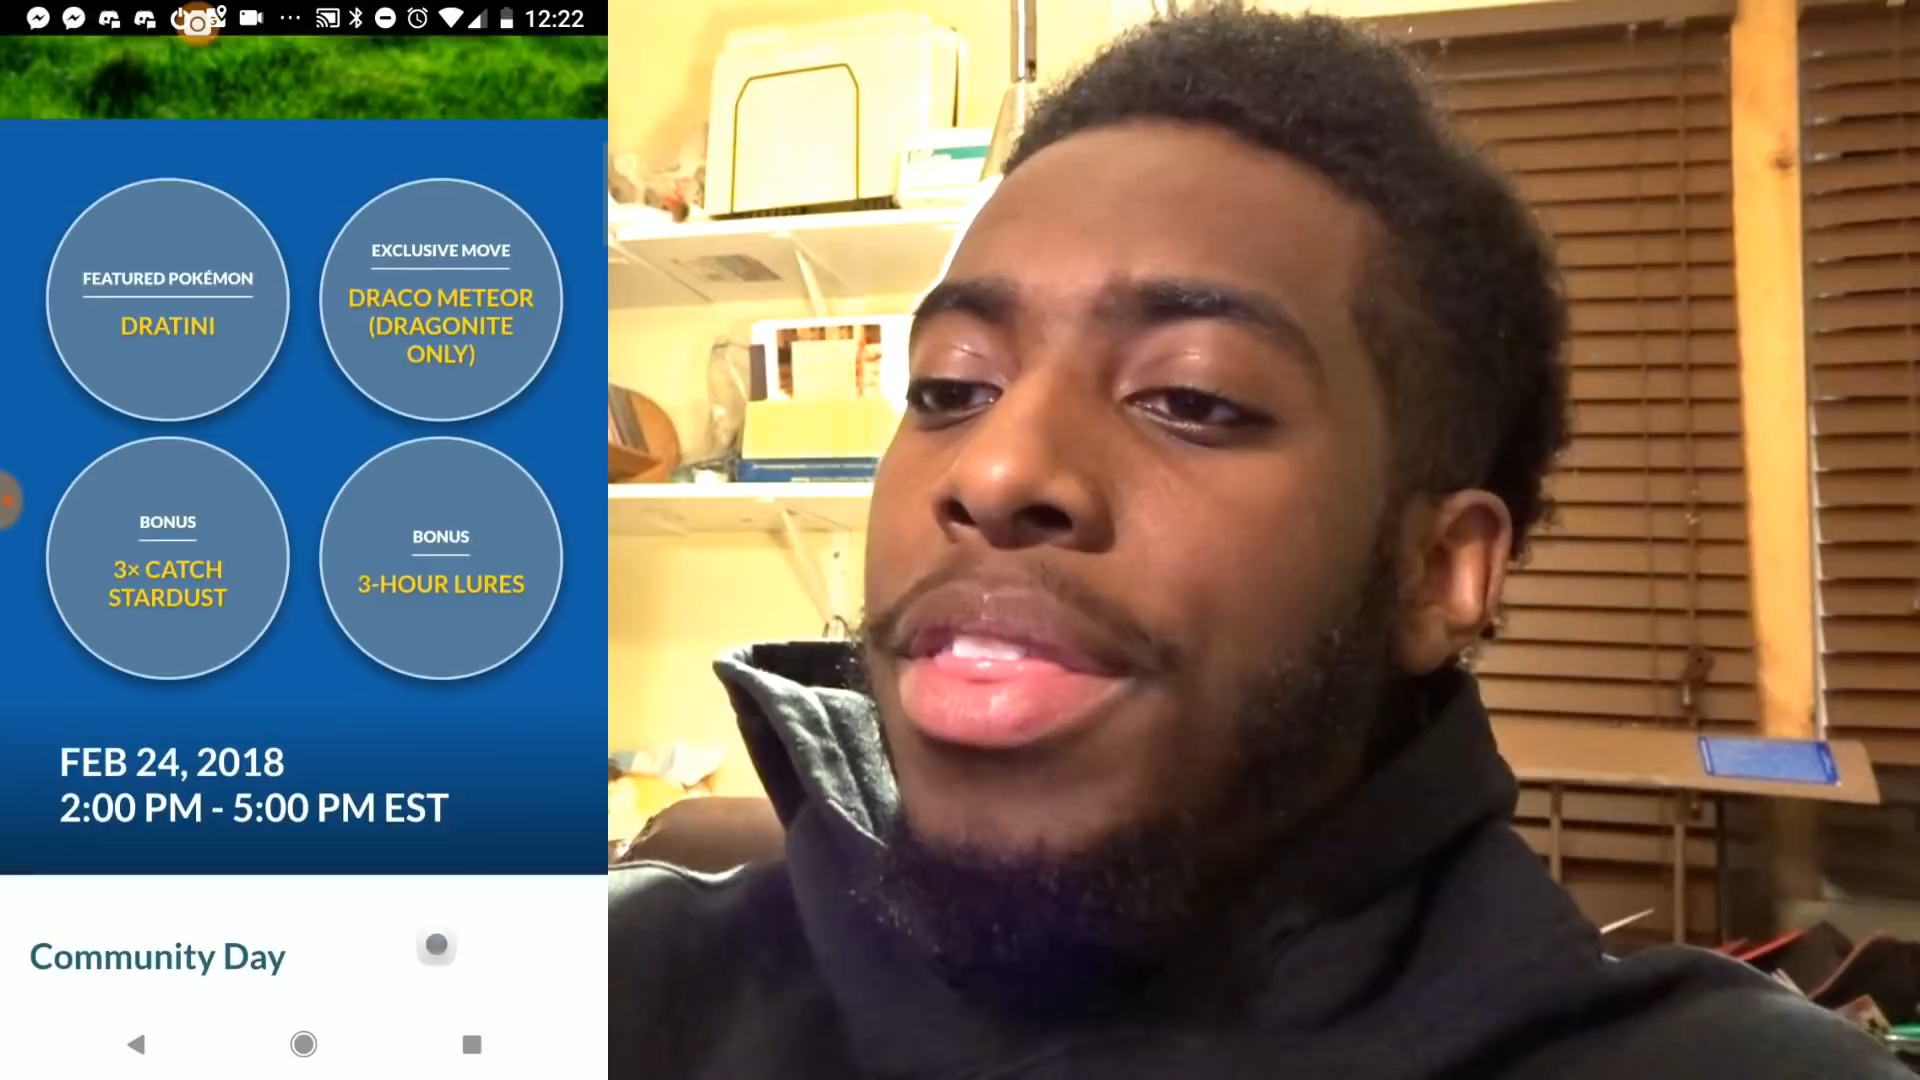 12:22
FEATURED POKÉMON
DRATINI
EXCLUSIVE MOVE
DRACO METEOR
(DRAGONITE
ONLY)
BONUS
3× CATCH
STARDUST
BONUS
3-HOUR LURES
FEB 24, 2018
2:00 PM - 5:00 PM EST
Community Day